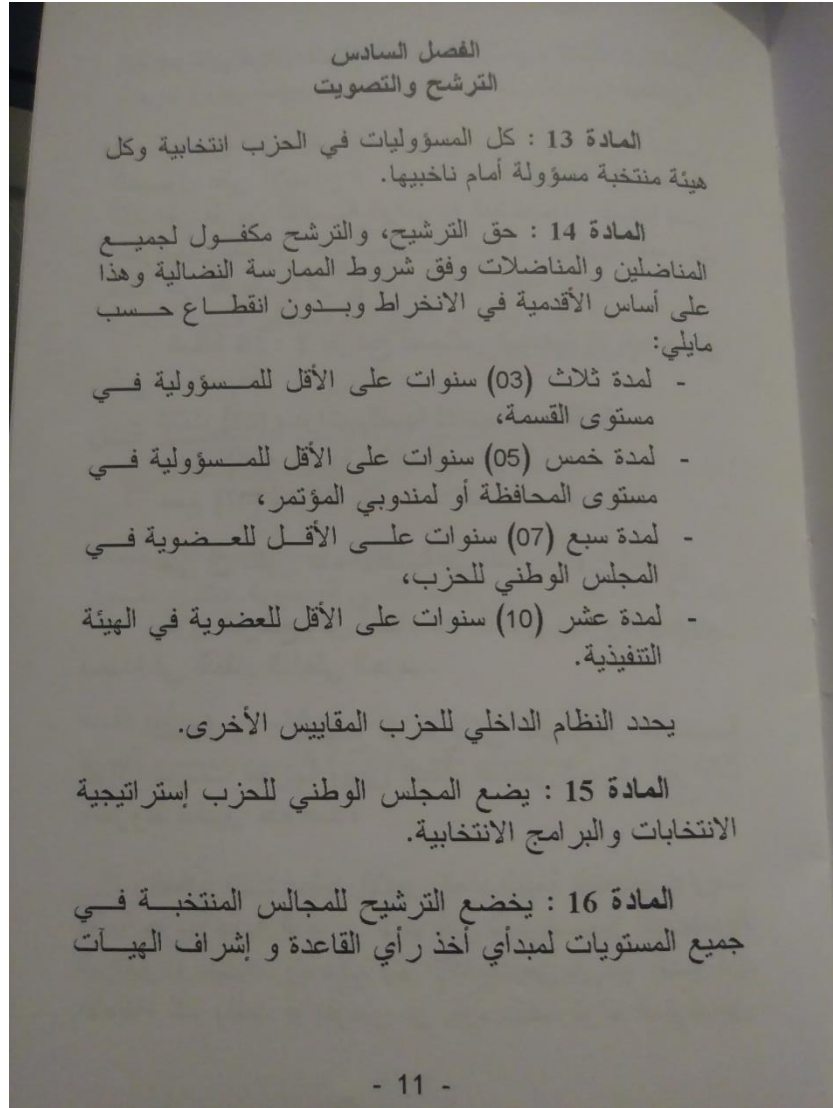 الفصل السادس
الترشح والتصويت
المادة 13 : كل المسؤوليات في الحزب انتخابية وكل
هيئة منتخبة مسؤولة أمام ناخبيها.
المادة 14 : حق الترشيح، والترشح مكفول لجميع
المناضلين والمناضلات وفق شروط الممارسة النضالية وهذا
على أساس الأقدمية في الانخراط وبدون انقطاع حسب
مايلي:
- لمدة ثلاث (03) سنوات على الأقل للمسؤولية في
مستوى القسمة،
- لمدة خمس (05) سنوات على الأقل للمسؤولية في
مستوى المحافظة أو لمندوبي المؤتمر،
- لمدة سبع (07) سنوات على الأقل للعضوية في
المجلس الوطني للحزب،
- لمدة عشر (10) سنوات على الأقل للعضوية في الهيئة
التنفيذية.
يحدد النظام الداخلي للحزب المقاييس الأخرى.
المادة 15 : يضع المجلس الوطني للحزب إستراتيجية
الانتخابات والبرامج الانتخابية.
المادة 16 : يخضع الترشيح للمجالس المنتخبة في
جميع المستويات لمبدأي أخذ رأي القاعدة و إشراف الهيآت
- 11 -